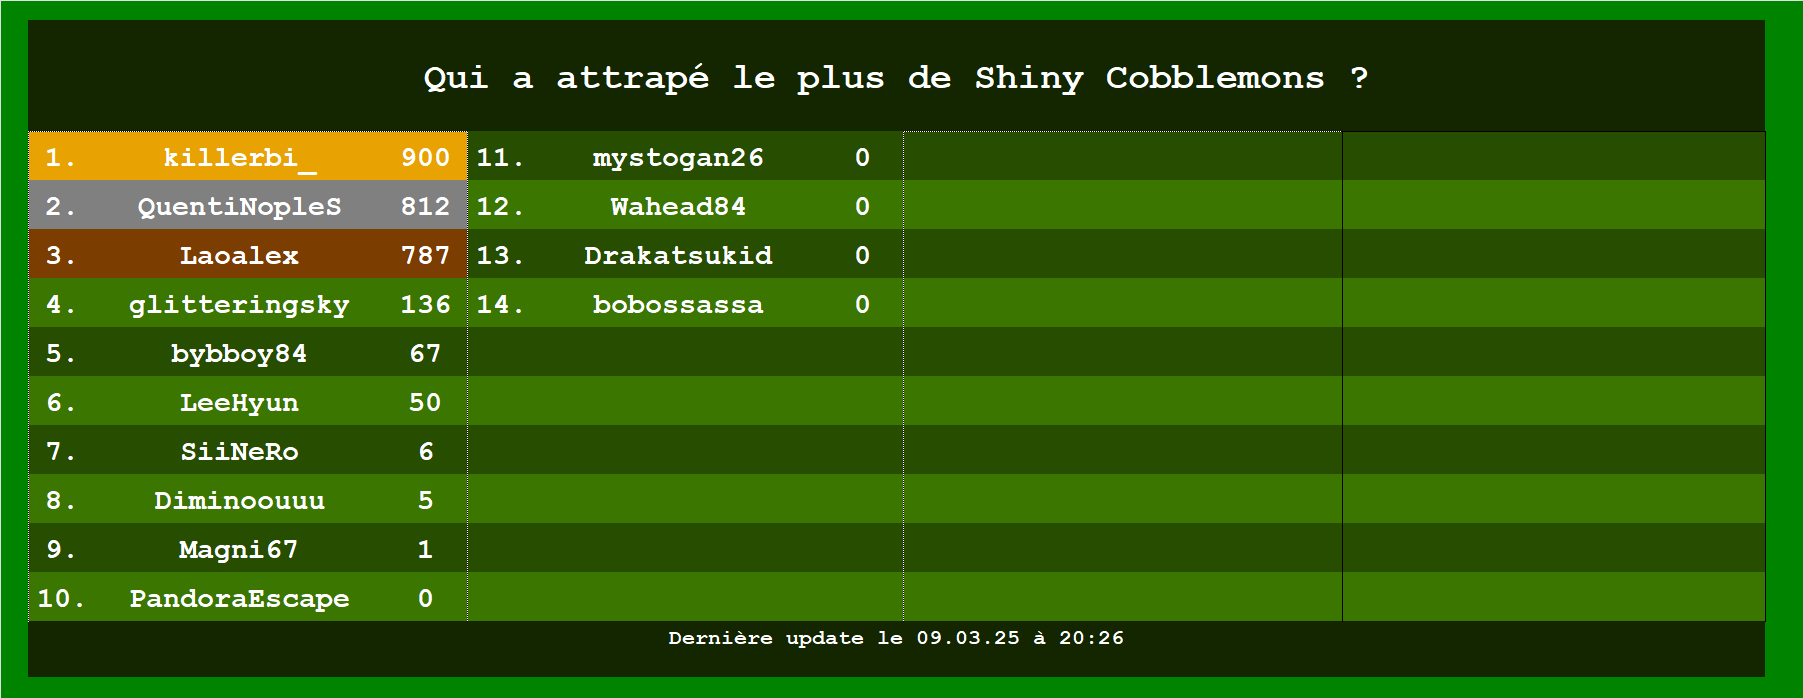 Qui a attrapé le plus de Shiny Cobblemons ?
1. killerbi_ 900
2. QuentiNopleS 812
3. Laoalex 787
4. glitteringsky 136
5. bybboy84 67
6. LeeHyun 50
7. SiiNeRo 6
8. Diminoouuu 5
9. Magni67 1
10. PandoraEscape 0
11. mystogan26 0
12. Wahead84 0
13. Drakatsukid 0
14. bobossassa 0
Dernière update le 09.03.25 à 20:26